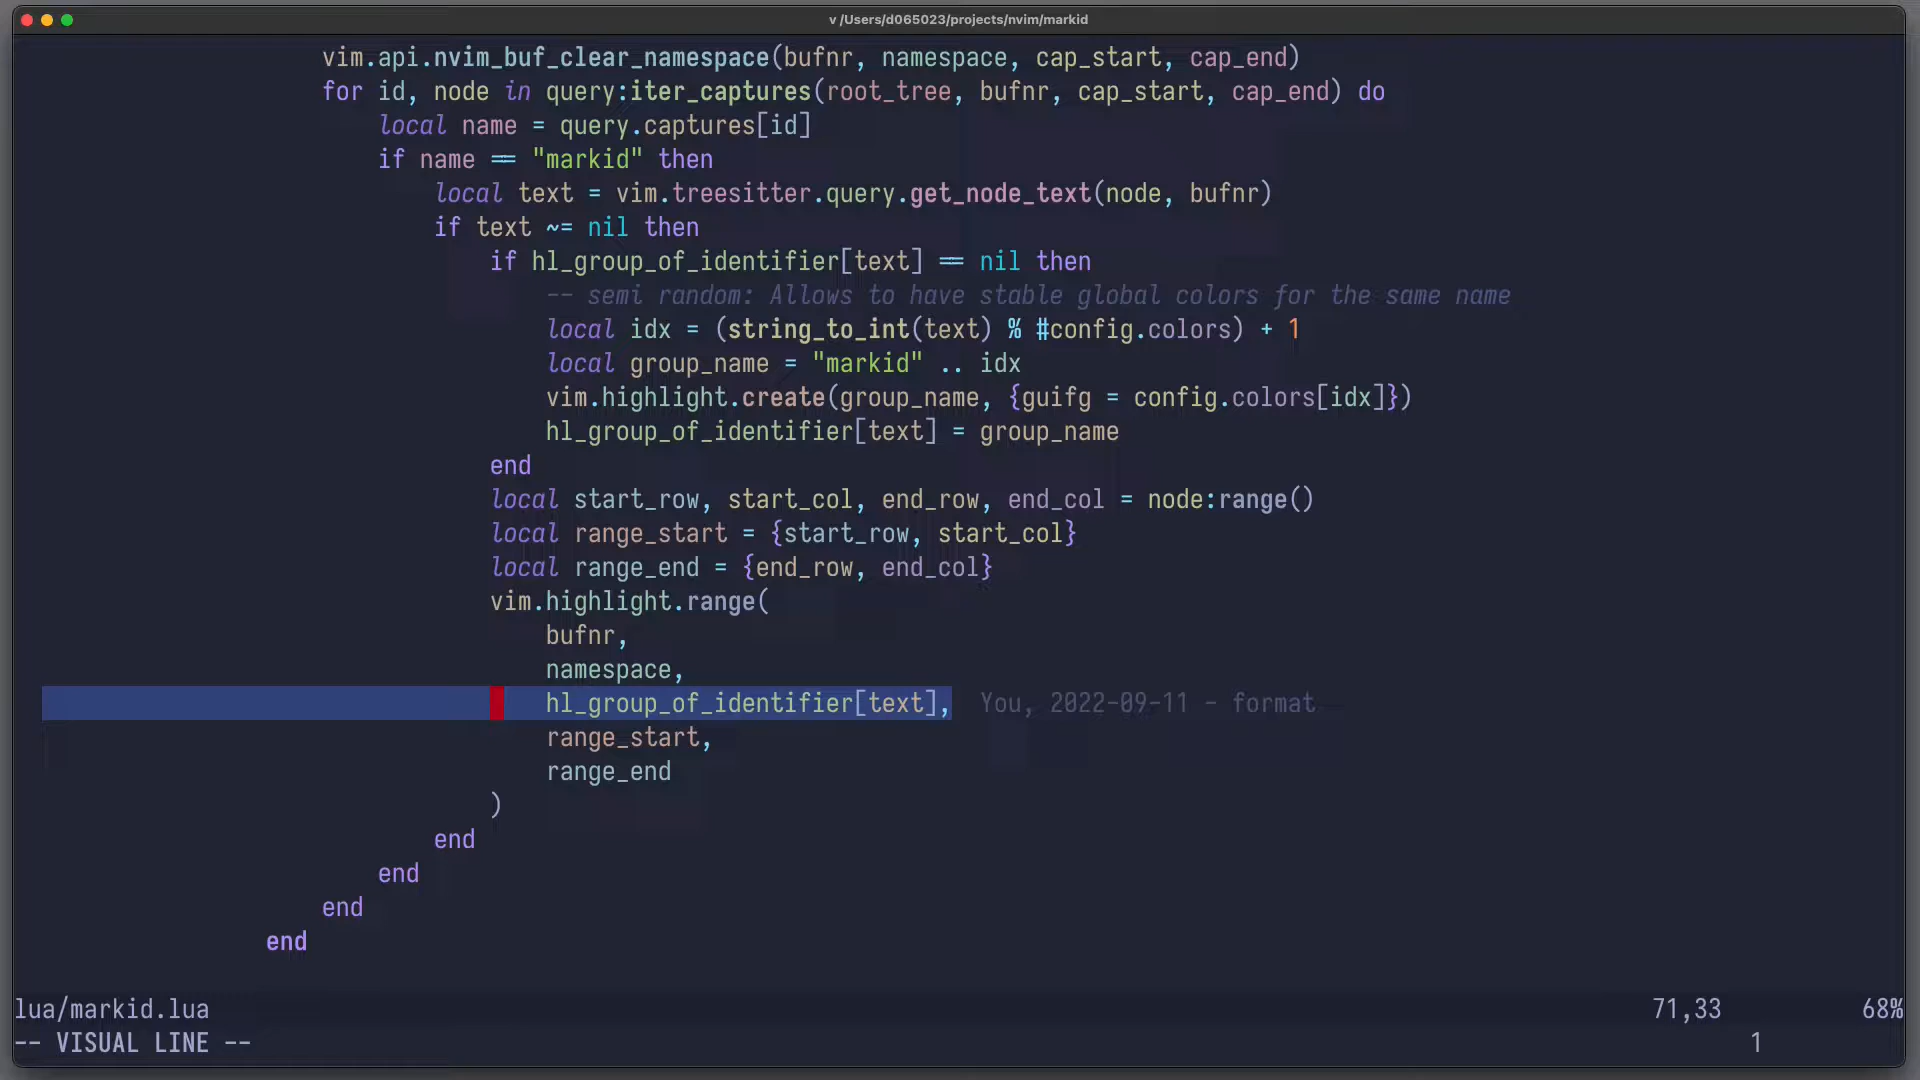 v /Users/d065023/projects/nvim/markid
vim.api.nvim_buf_clear_namespace(bufnr, namespace, cap_start, cap_end)
for id, node in query:iter_captures(root_tree, bufnr, cap_start, cap_end) do
local name = query.captures[id]
if name == "markid" then
local text = vim.treesitter.query.get_node_text(node, bufnr)
if text ~= nil then
if hl_group_of_identifier[text] == nil then
-- semi random: Allows to have stable global colors for the same name
local idx = (string_to_int(text) % #config.colors) + 1
local group_name = "markid" .. idx
vim.highlight.create(group_name, {guifg = config.colors[idx]})
hl_group_of_identifier[text] = group_name
end
local start_row, start_col, end_row, end_col = node:range()
local range_start = {start_row, start_col}
local range_end = {end_row, end_col}
vim.highlight.range(
bufnr,
namespace,
hl_group_of_identifier[text], You, 2022-09-11 - format
range_start,
range_end
)
end
end
end
end
lua/markid.lua 71,33 68%
-- VISUAL LINE -- 1